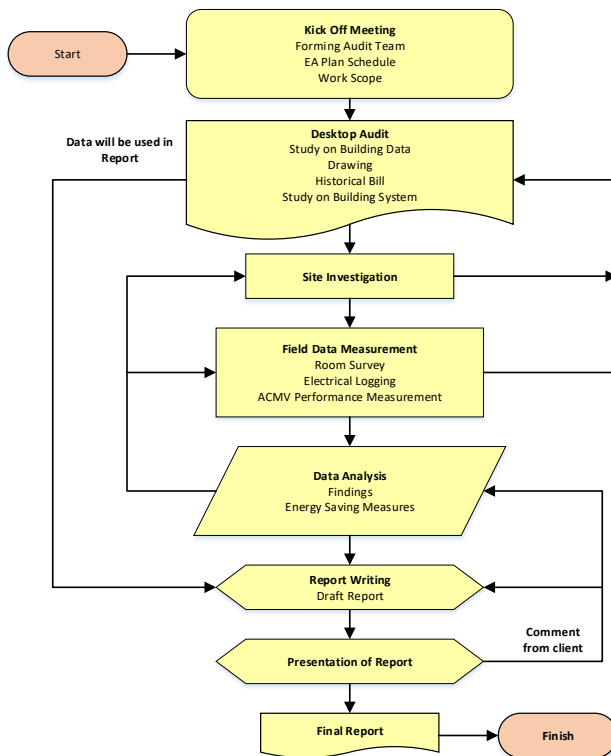 Start
Kick Off Meeting
Forming Audit Team
EA Plan Schedule
Work Scope
Data will be used in
Report
Desktop Audit
Study on Building Data
Drawing
Historical Bill
Study on Building System
Site Investigation
Field Data Measurement
Room Survey
Electrical Logging
ACMV Performance Measurement
Data Analysis
Findings
Energy Saving Measures
Report Writing
Draft Report
Comment
from client
Presentation of Report
Final Report
Finish